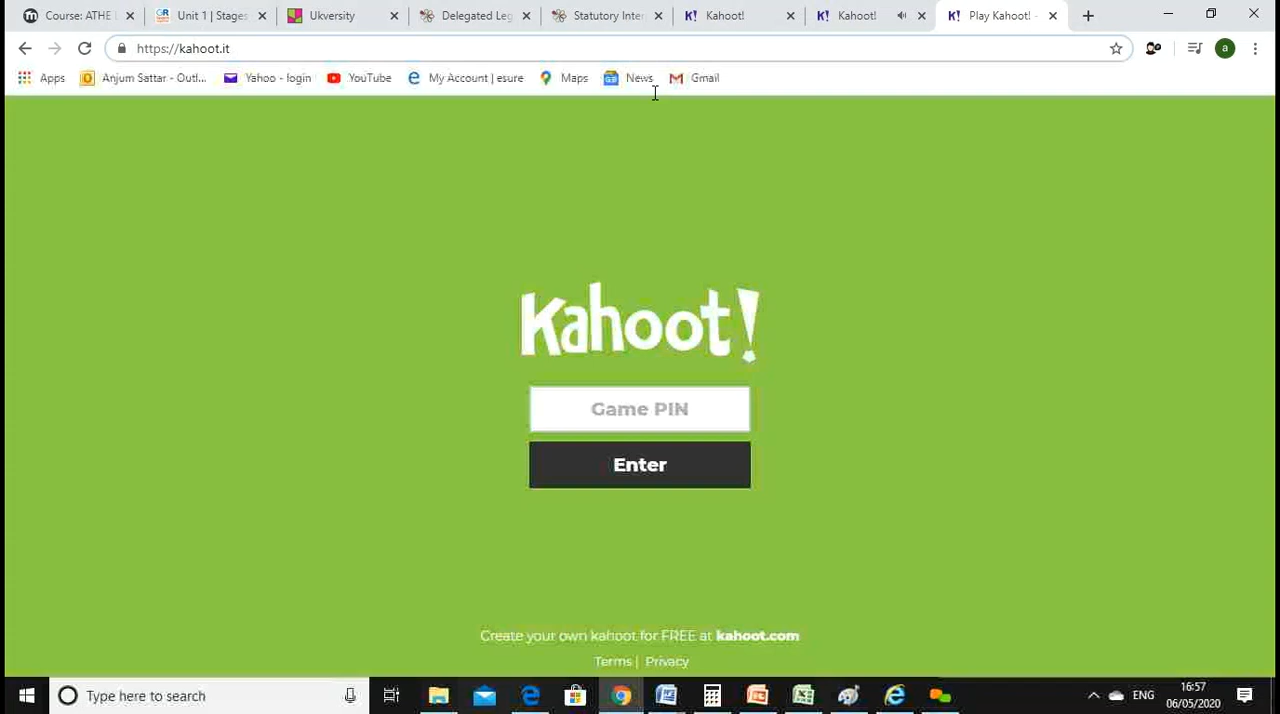 Course: ATHE
Unit 1 | Stages
Ukversity
Delegated Leg
Statutory Inter
K! Kahoot!
K! Kahoot!
K! Play Kahoot! -
https://kahoot.it
a
Apps
Anjum Sattar - Outl...
Yahoo - login
YouTube
My Account | esure
Maps
News
Gmail
Kahoot!
Game PIN
Enter
Create your own kahoot for FREE at kahoot.com
Terms | Privacy
Type here to search
ENG
16:57
06/05/2020